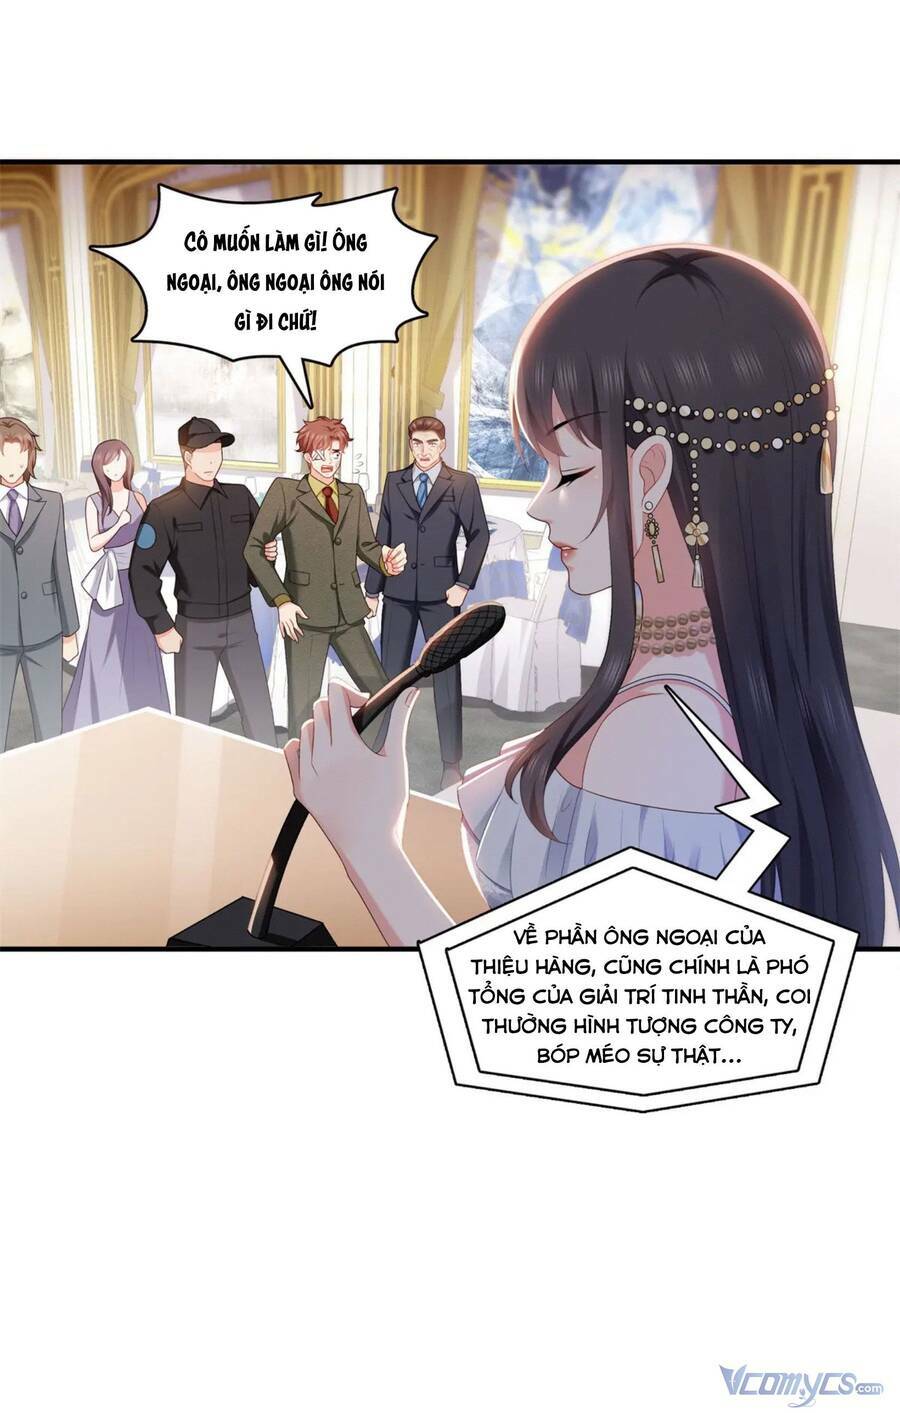 CÔ MUỐN LÀM GÌ! ÔNG
NGOẠI, ÔNG NGOẠI ÔNG NÓI
GÌ ĐI CHỨ!
VỀ PHẦN ÔNG NGOẠI CỦA
THIỆU HÀNG, CŨNG CHÍNH LÀ PHÓ
TỔNG CỦA GIẢI TRÍ TINH THẦN, COI
THƯỜNG HÌNH TƯỢNG CÔNG TY,
BÓP MÉO SỰ THẬT...
Vcomycs.com